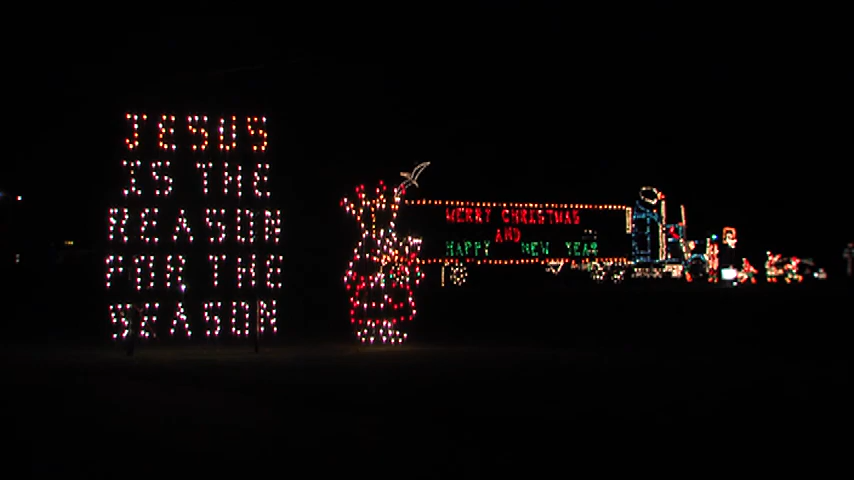 JESUS
IS THE
REASON
FOR THE
SEASON
MERRY CHRISTMAS
AND
HAPPY NEW YEAR